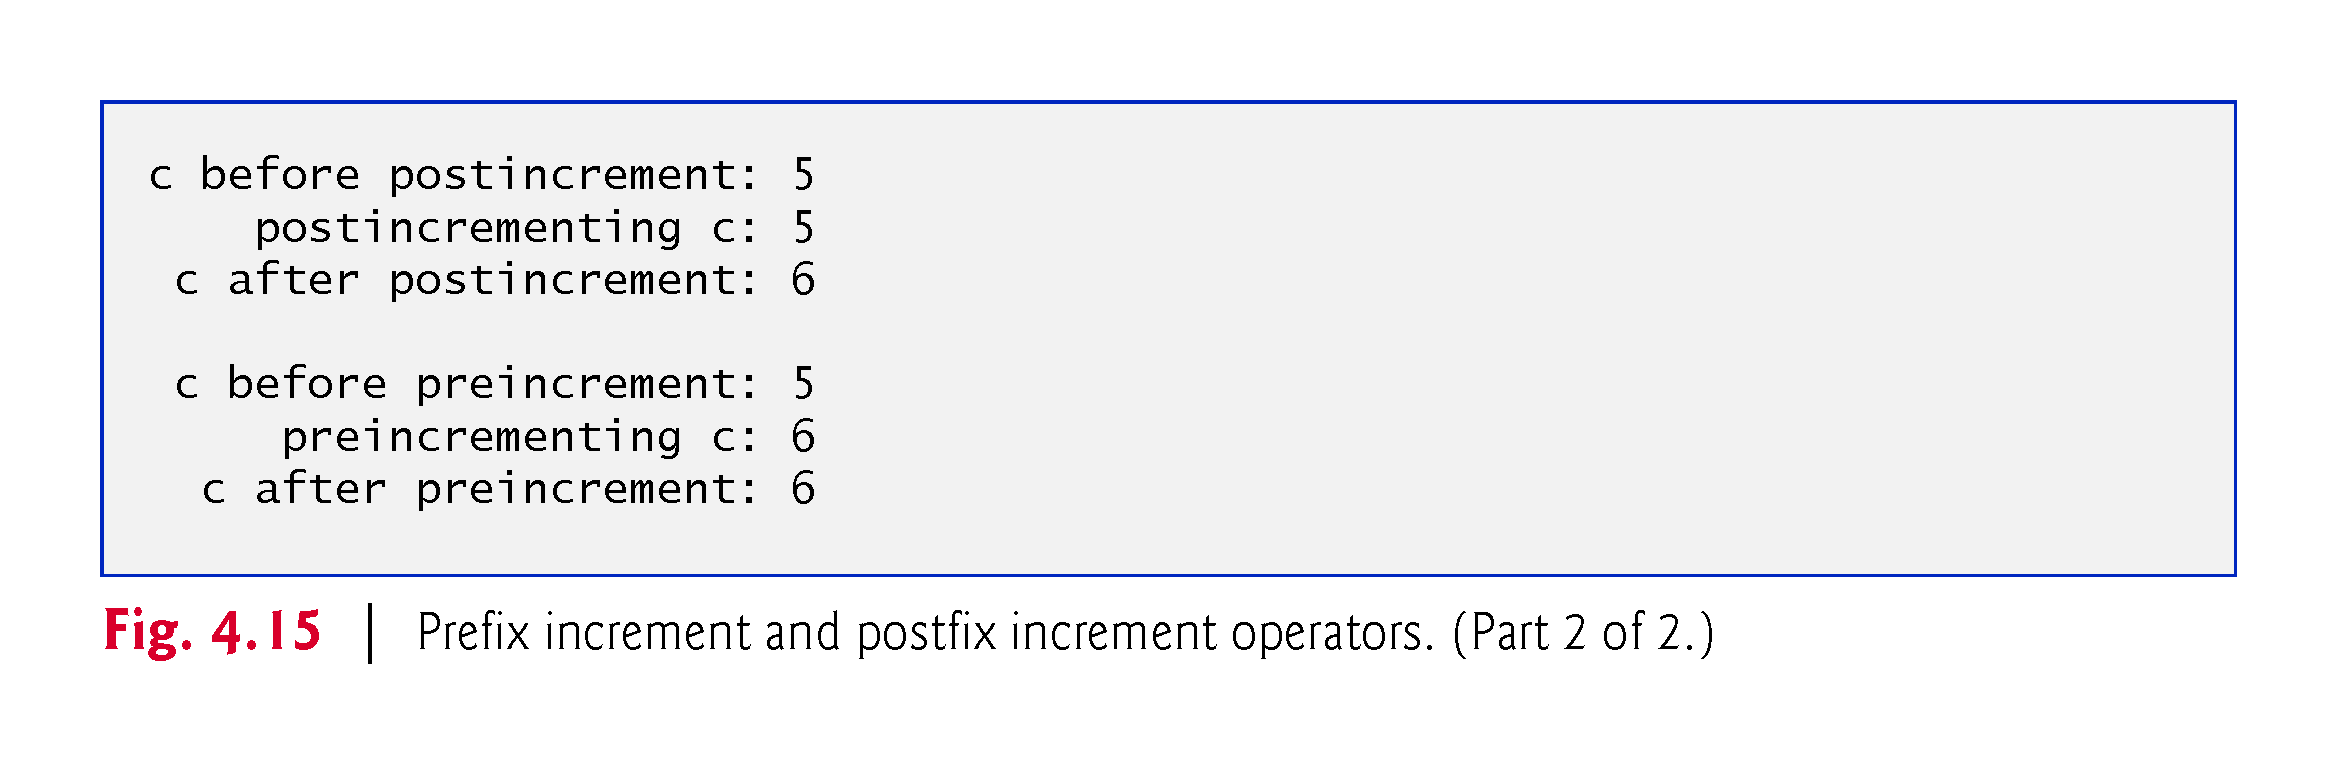 c before postincrement: 5
    postincrementing c: 5
 c after postincrement: 6

 c before preincrement: 5
     preincrementing c: 6
  c after preincrement: 6
Fig. 4.15 | Prefix increment and postfix increment operators. (Part 2 of 2.)